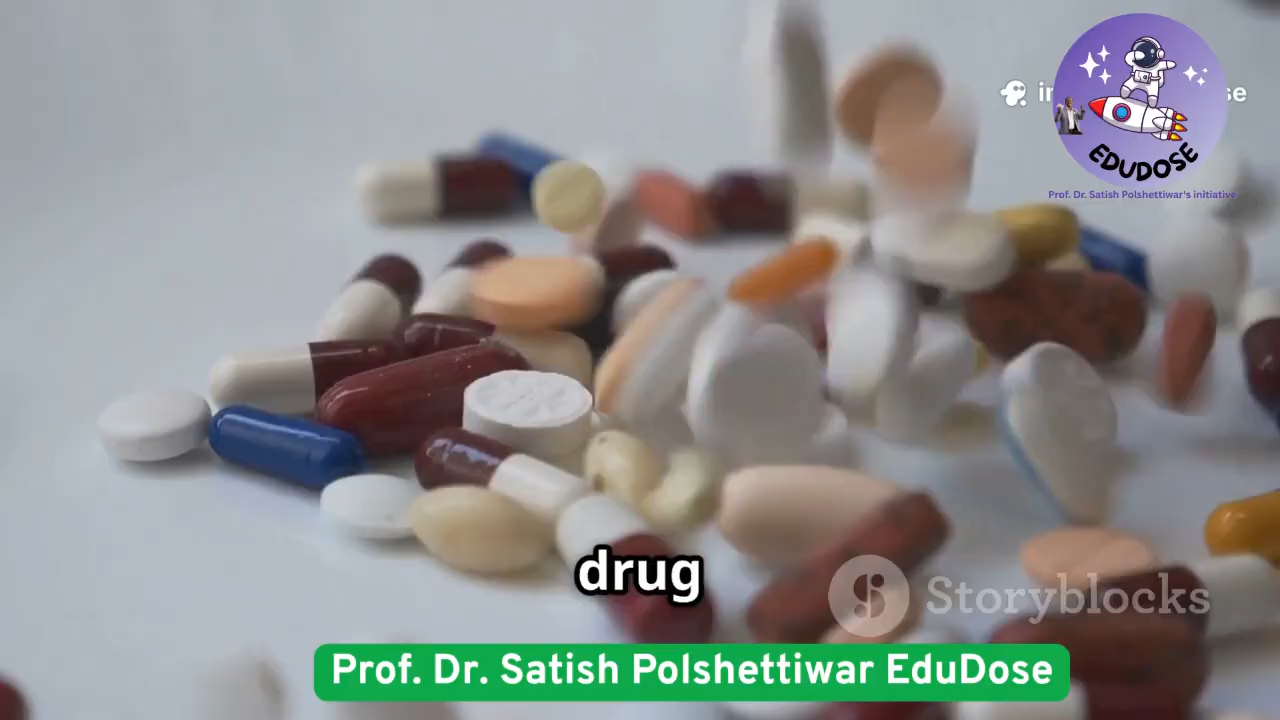 EDUDOSE
Prof. Dr. Satish Polshettiwar's initiative
drug
Storyblocks
Prof. Dr. Satish Polshettiwar EduDose